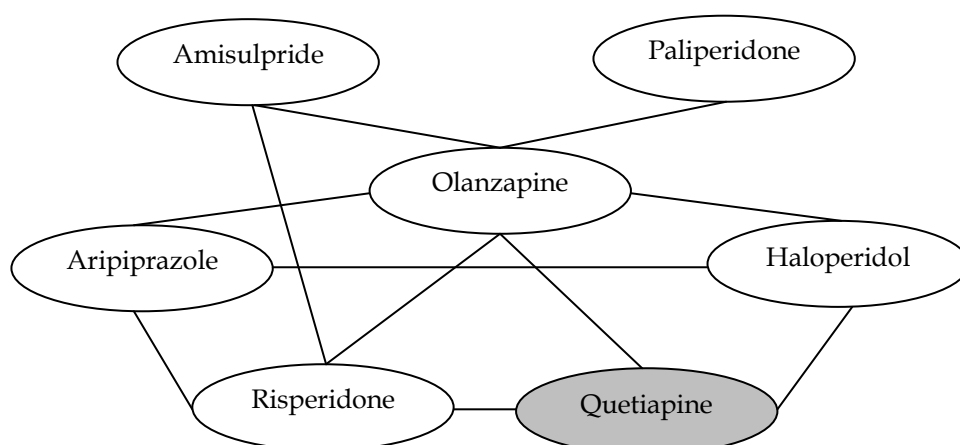 Amisulpride
Paliperidone
Olanzapine
Aripiprazole
Haloperidol
Risperidone
Quetiapine